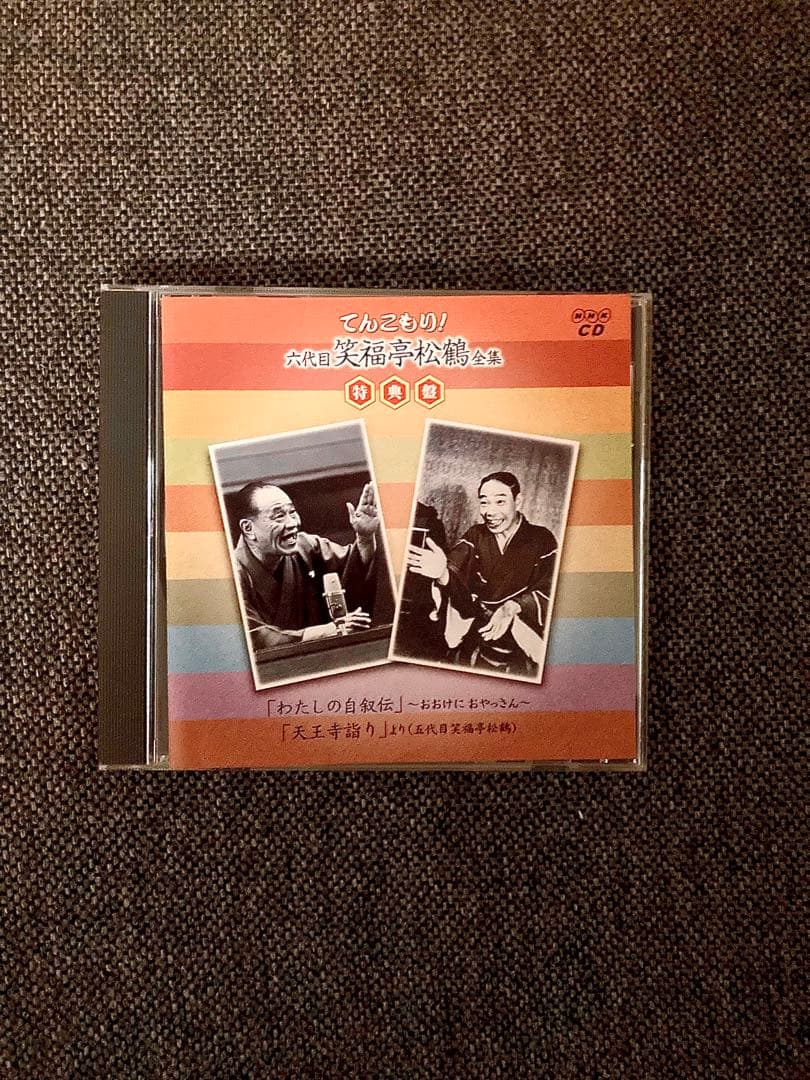 てんこもり!
NHK
CD
六代目 笑福亭松鶴 全集
特典盤
「わたしの自叙伝」～おおけに おやっさん～
「天王寺詣り」より(五代目笑福亭松鶴)